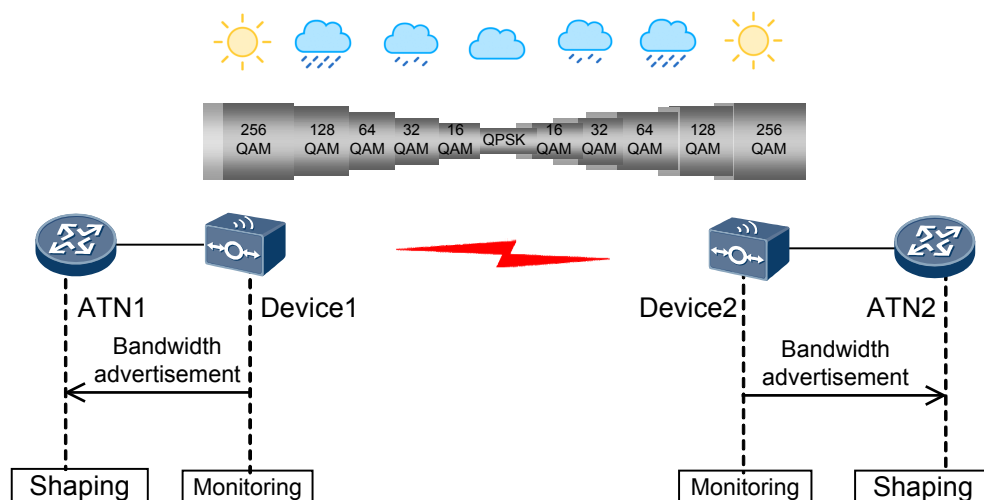 256 128 64 32 16 QPSK 16 32 64 128 256
QAM QAM QAM QAM QAM QAM QAM QAM QAM QAM
ATN1 Device1 Device2 ATN2
Bandwidth
advertisement
Bandwidth
advertisement
Shaping Monitoring Monitoring Shaping